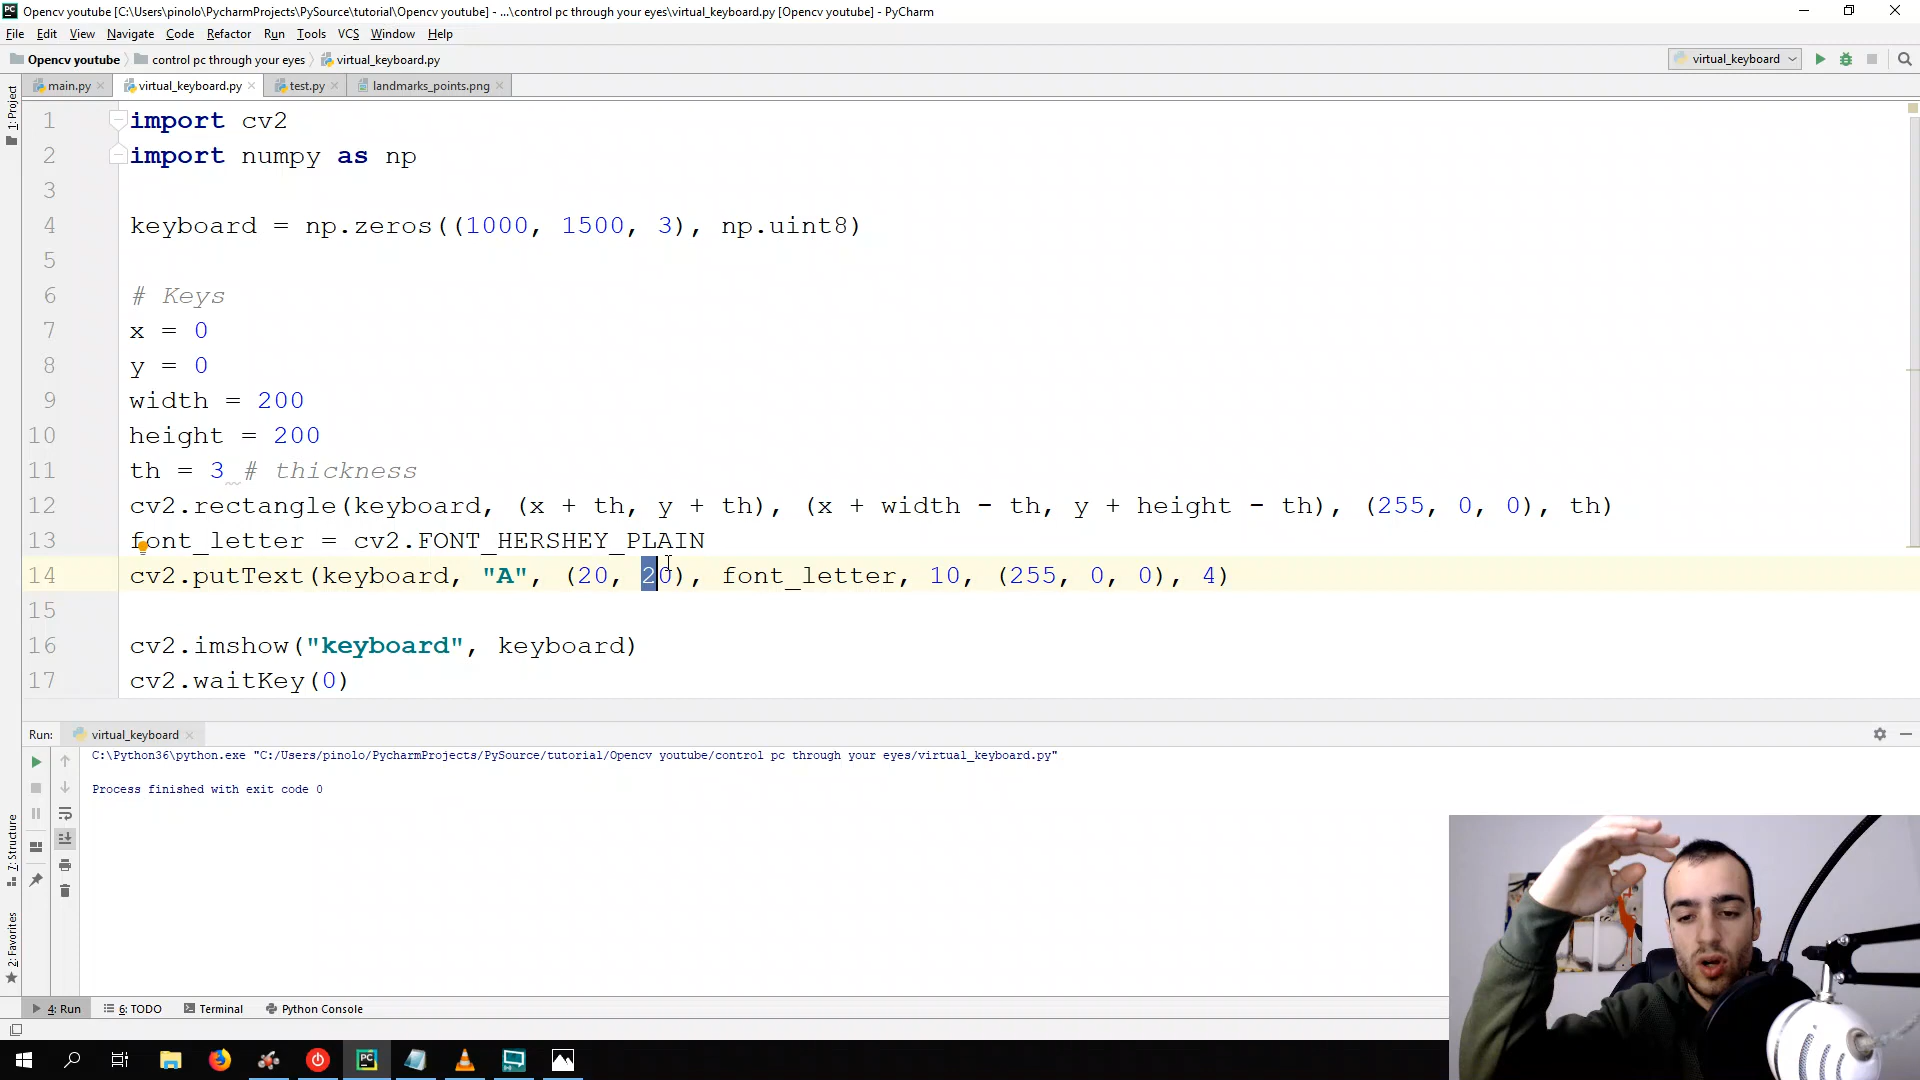 Opencv youtube [C:\Users\pinolo\PycharmProjects\PySource\tutorial\Opencv youtube] - ...\control pc through your eyes\virtual_keyboard.py [Opencv youtube] - PyCharm
File Edit View Navigate Code Refactor Run Tools VCS Window Help
Opencv youtube control pc through your eyes virtual_keyboard.py virtual_keyboard
main.py virtual_keyboard.py test.py landmarks_points.png
1: Project
1 import cv2
2 import numpy as np
3
4 keyboard = np.zeros((1000, 1500, 3), np.uint8)
5
6 # Keys
7 x = 0
8 y = 0
9 width = 200
10 height = 200
11 th = 3 # thickness
12 cv2.rectangle(keyboard, (x + th, y + th), (x + width - th, y + height - th), (255, 0, 0), th)
13 font_letter = cv2.FONT_HERSHEY_PLAIN
14 cv2.putText(keyboard, "A", (20, 20), font_letter, 10, (255, 0, 0), 4)
15
16 cv2.imshow("keyboard", keyboard)
17 cv2.waitKey(0)
Run: virtual_keyboard
C:\Python36\python.exe "C:/Users/pinolo/PycharmProjects/PySource/tutorial/Opencv youtube/control pc through your eyes/virtual_keyboard.py"
Process finished with exit code 0
7: Structure
2: Favorites
4: Run 6: TODO Terminal Python Console
PC